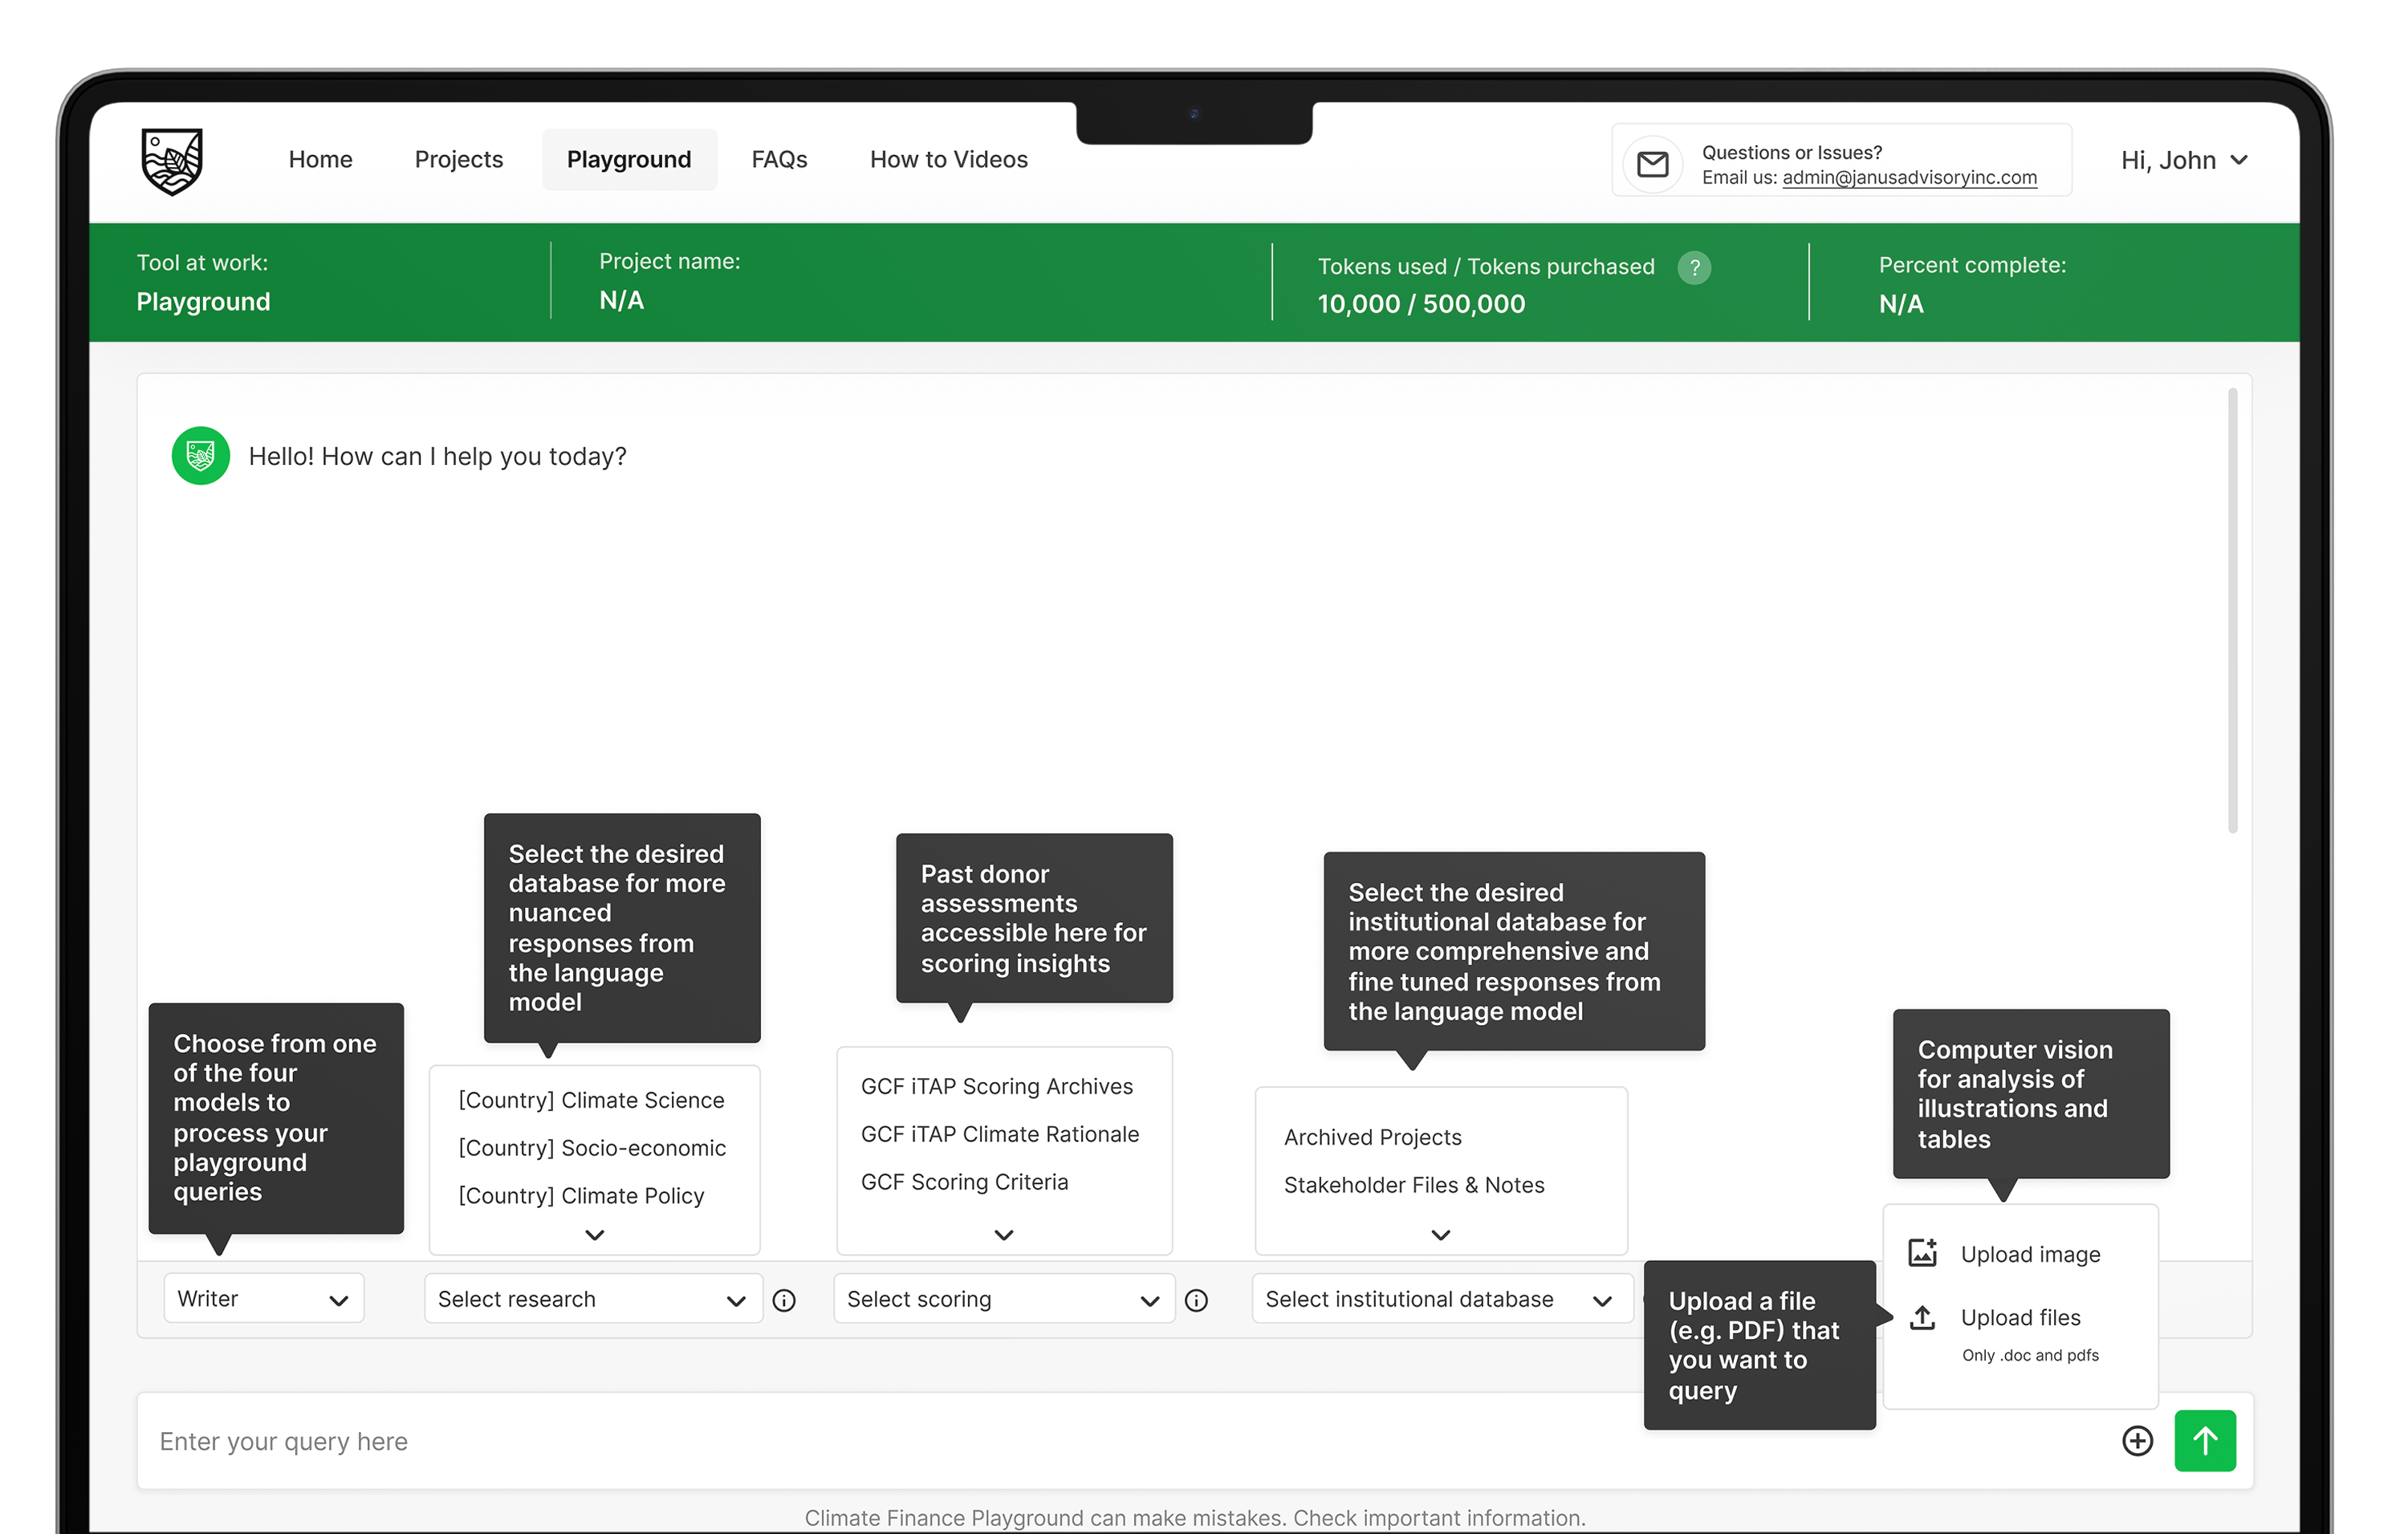 Home
Projects
Playground
FAQs
How to Videos
Questions or Issues?
Email us: admin@janusadvisoryinc.com
Hi, John
Tool at work:
Playground
Project name:
N/A
Tokens used / Tokens purchased
?
10,000 / 500,000
Percent complete:
N/A
Hello! How can I help you today?
Choose from one
of the four
models to
process your
playground
queries
Writer
Select the desired
database for more
nuanced
responses from
the language
model
[Country] Climate Science
[Country] Socio-economic
[Country] Climate Policy
Select research
Past donor
assessments
accessible here for
scoring insights
GCF iTAP Scoring Archives
GCF iTAP Climate Rationale
GCF Scoring Criteria
Select scoring
Select the desired
institutional database for
more comprehensive and
fine tuned responses from
the language model
Archived Projects
Stakeholder Files & Notes
Select institutional database
Computer vision
for analysis of
illustrations and
tables
Upload image
Upload files
Only .doc and pdfs
Upload a file
(e.g. PDF) that
you want to
query
Enter your query here
Climate Finance Playground can make mistakes. Check important information.